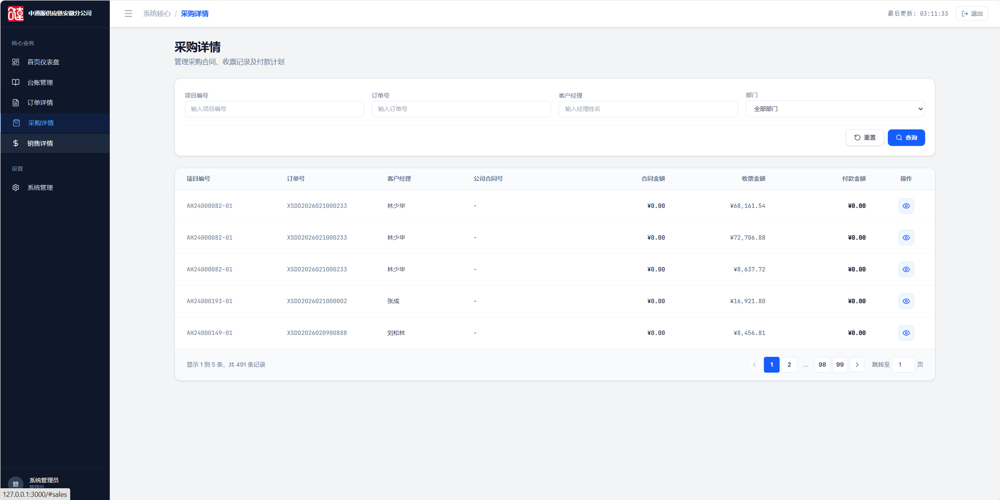 中通服供应链安徽分公司
系统核心 / 采购详情
最后更新: 03:11:33
退出
核心业务
首页仪表盘
台账管理
订单详情
采购详情
销售详情
设置
系统管理
采购详情
管理采购合同、收票记录及付款计划
项目编号 订单号 客户经理 部门
输入项目编号 输入订单号 输入经理姓名 全部部门
重置 查询
项目编号 订单号 客户经理 公司合同号 合同金额 收票金额 付款金额 操作
AH24000082-01 XSDD2026021000233 林少华 - ¥0.00 ¥68,161.54 ¥0.00
AH24000082-01 XSDD2026021000233 林少华 - ¥0.00 ¥72,706.88 ¥0.00
AH24000082-01 XSDD2026021000233 林少华 - ¥0.00 ¥8,637.72 ¥0.00
AH24000193-01 XSDD2026021000002 张成 - ¥0.00 ¥16,921.80 ¥0.00
AH24000149-01 XSDD2026020900888 刘松林 - ¥0.00 ¥8,456.81 ¥0.00
显示 1 到 5 条，共 491 条记录
1 2 ... 98 99 跳转至 1 页
管 系统管理员
管理员
127.0.0.1:3000/#sales